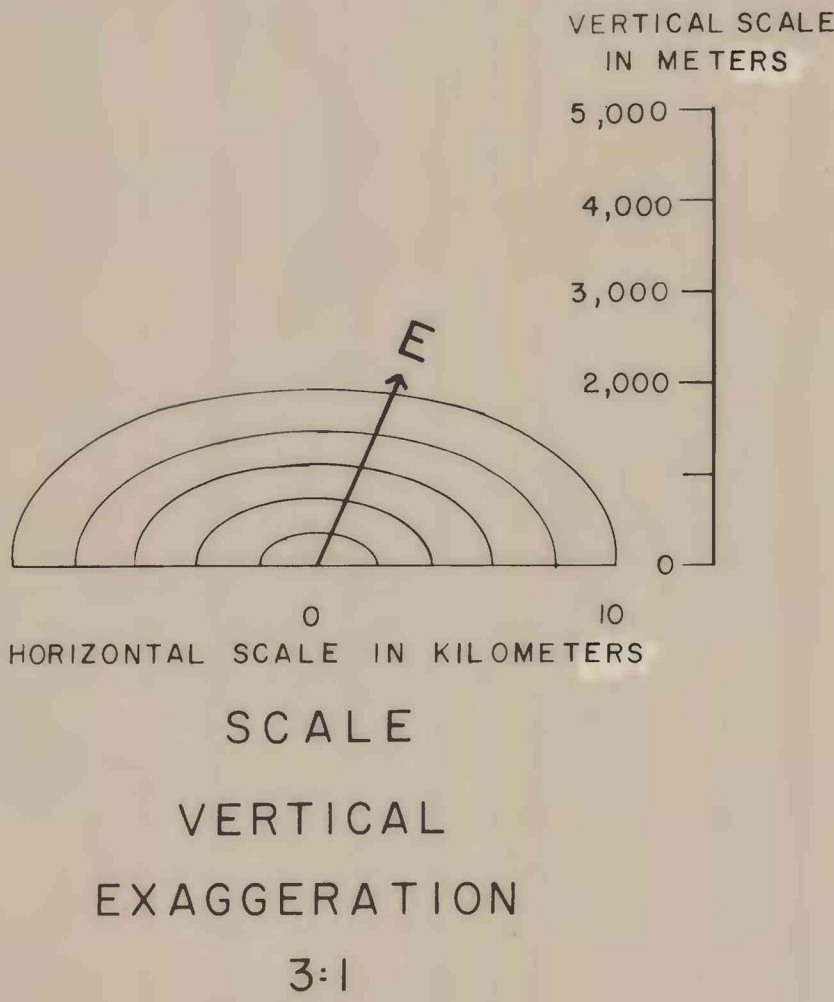 VERTICAL SCALE
IN METERS
5,000
4,000
3,000
E
2,000
0
0 10
HORIZONTAL SCALE IN KILOMETERS
SCALE
VERTICAL
EXAGGERATION
3:1